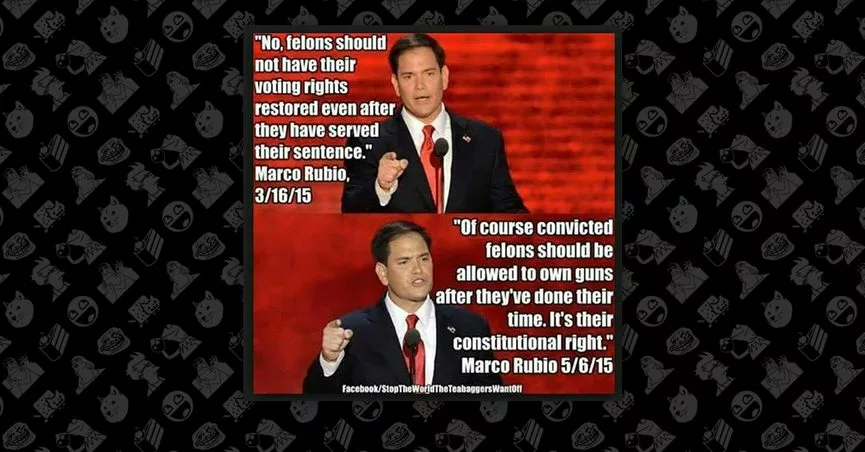 "No, felons should
not have their
voting rights
restored even after
they have served
their sentence."
Marco Rubio,
3/16/15
"Of course convicted
felons should be
allowed to own guns
after they've done their
time. It's their
constitutional right."
Marco Rubio 5/6/15
Facebook/StopTheWorldTheTeabaggersWantOff